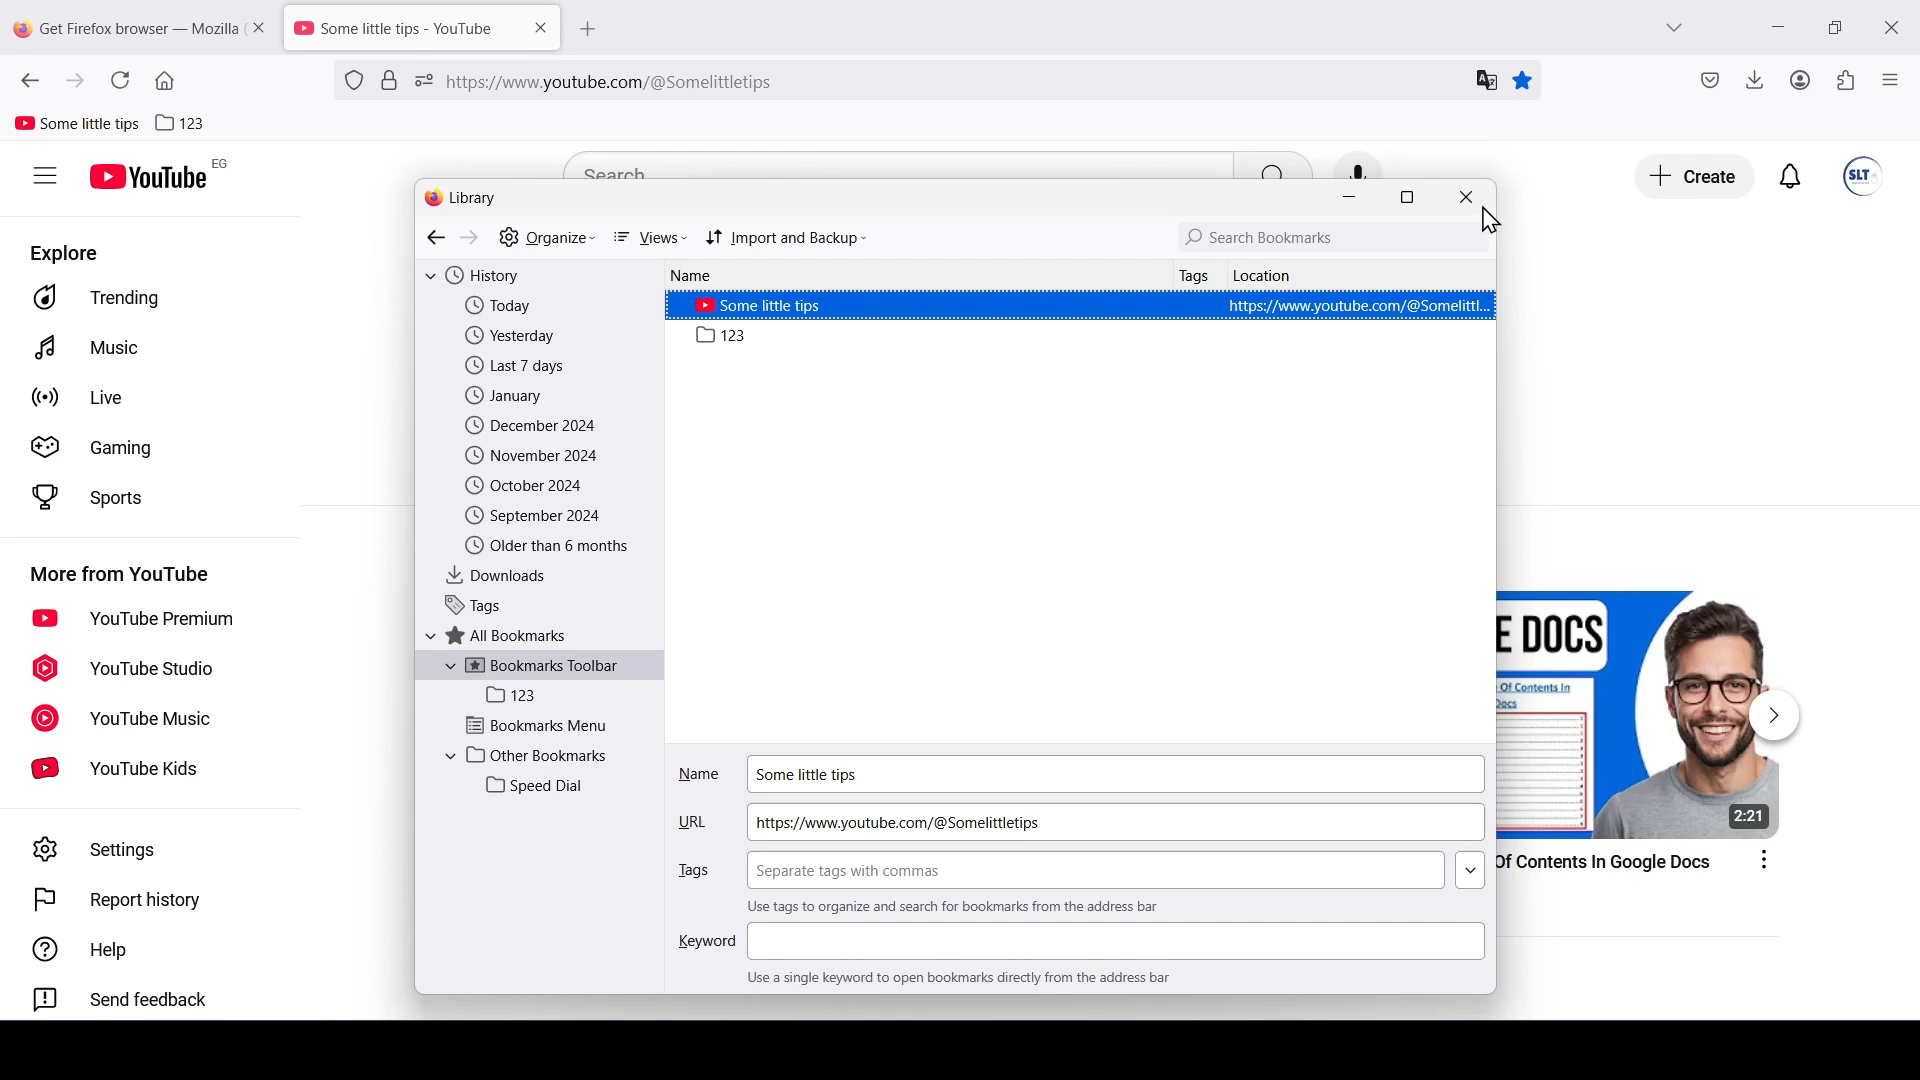 Get Firefox browser — Mozilla (
Some little tips - YouTube
https://www.youtube.com/@Somelittletips
Some little tips
123
YouTube EG
Search
Create
SLT
Explore
Trending
Music
Live
Gaming
Sports
More from YouTube
YouTube Premium
YouTube Studio
YouTube Music
YouTube Kids
Settings
Report history
Help
Send feedback
Library
Organize
Views
Import and Backup
Search Bookmarks
History
Today
Yesterday
Last 7 days
January
December 2024
November 2024
October 2024
September 2024
Older than 6 months
Downloads
Tags
All Bookmarks
Bookmarks Toolbar
123
Bookmarks Menu
Other Bookmarks
Speed Dial
Name Tags Location
Some little tips https://www.youtube.com/@Somelittl...
123
Name Some little tips
URL https://www.youtube.com/@Somelittletips
Tags Separate tags with commas
Use tags to organize and search for bookmarks from the address bar
Keyword
Use a single keyword to open bookmarks directly from the address bar
E DOCS
Of Contents In
Docs
2:21
Of Contents In Google Docs